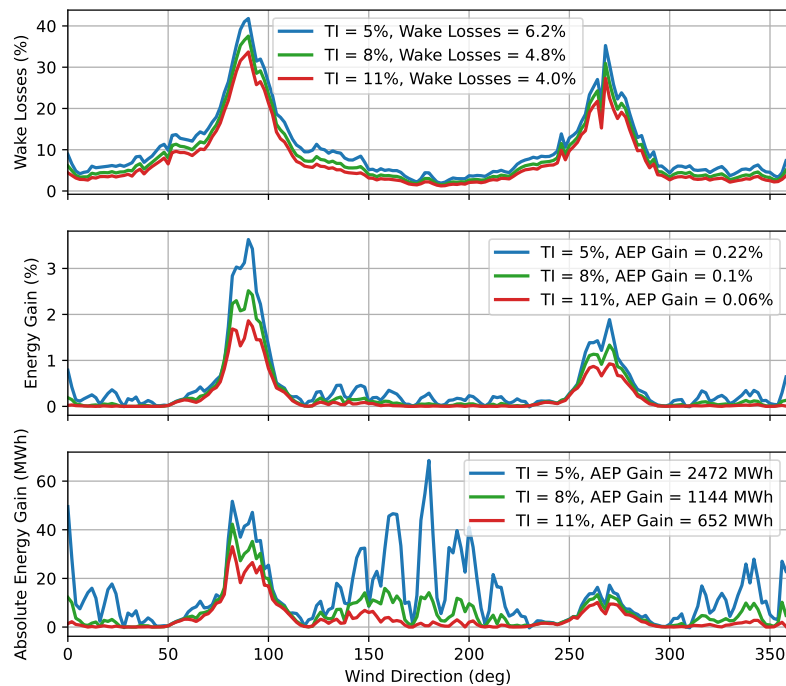 40
30
20
10
0
Wake Losses (%)
TI = 5%, Wake Losses = 6.2%
TI = 8%, Wake Losses = 4.8%
TI = 11%, Wake Losses = 4.0%
3
2
1
0
Energy Gain (%)
TI = 5%, AEP Gain = 0.22%
TI = 8%, AEP Gain = 0.1%
TI = 11%, AEP Gain = 0.06%
60
40
20
0
Absolute Energy Gain (MWh)
TI = 5%, AEP Gain = 2472 MWh
TI = 8%, AEP Gain = 1144 MWh
TI = 11%, AEP Gain = 652 MWh
0 50 100 150 200 250 300 350
Wind Direction (deg)